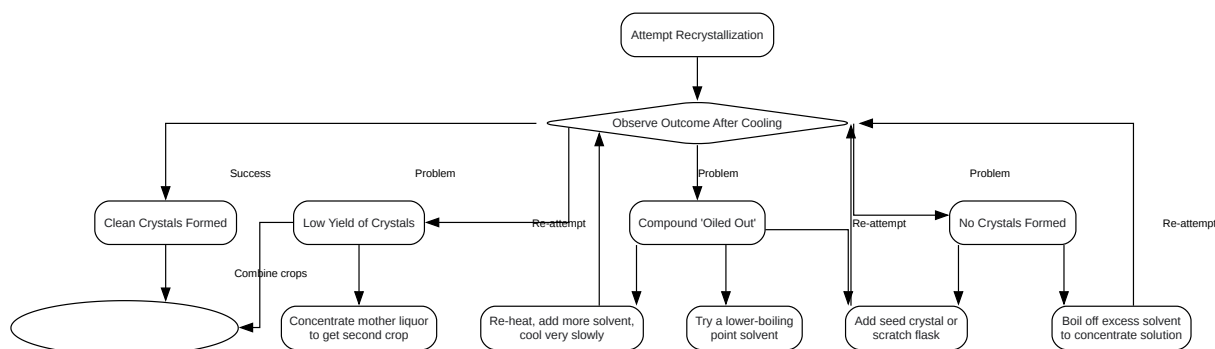 Attempt Recrystallization
Observe Outcome After Cooling
Success
Problem
Problem
Problem
Clean Crystals Formed
Low Yield of Crystals
Re-attempt
Compound 'Oiled Out'
Re-attempt
No Crystals Formed
Re-attempt
Combine crops
Concentrate mother liquor
to get second crop
Re-heat, add more solvent,
cool very slowly
Try a lower-boiling
point solvent
Add seed crystal or
scratch flask
Boil off excess solvent
to concentrate solution